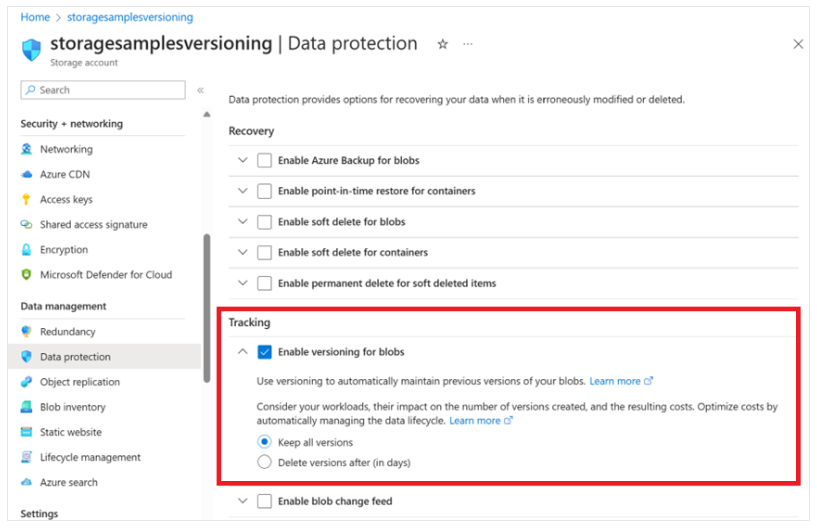 Home > storagesamplesversioning
storagesamplesversioning | Data protection
Storage account
Search
Security + networking
Networking
Azure CDN
Access keys
Shared access signature
Encryption
Microsoft Defender for Cloud
Data management
Redundancy
Data protection
Object replication
Blob inventory
Static website
Lifecycle management
Azure search
Settings
Data protection provides options for recovering your data when it is erroneously modified or deleted.
Recovery
Enable Azure Backup for blobs
Enable point-in-time restore for containers
Enable soft delete for blobs
Enable soft delete for containers
Enable permanent delete for soft deleted items
Tracking
Enable versioning for blobs
Use versioning to automatically maintain previous versions of your blobs. Learn more
Consider your workloads, their impact on the number of versions created, and the resulting costs. Optimize costs by
automatically managing the data lifecycle. Learn more
Keep all versions
Delete versions after (in days)
Enable blob change feed